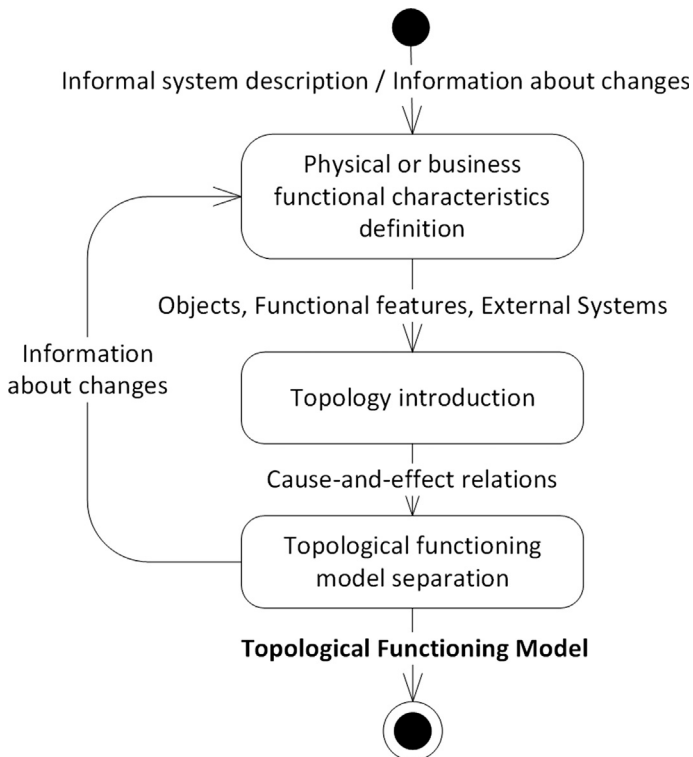 Informal system description / Information about changes
Physical or business
functional characteristics
definition
Objects, Functional features, External Systems
Information
about changes
Topology introduction
Cause-and-effect relations
Topological functioning
model separation
Topological Functioning Model